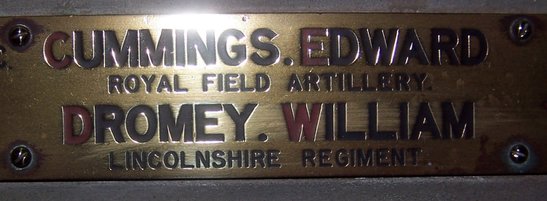 CUMMINGS. EDWARD
ROYAL FIELD ARTILLERY.
DROMEY. WILLIAM
LINCOLNSHIRE REGIMENT